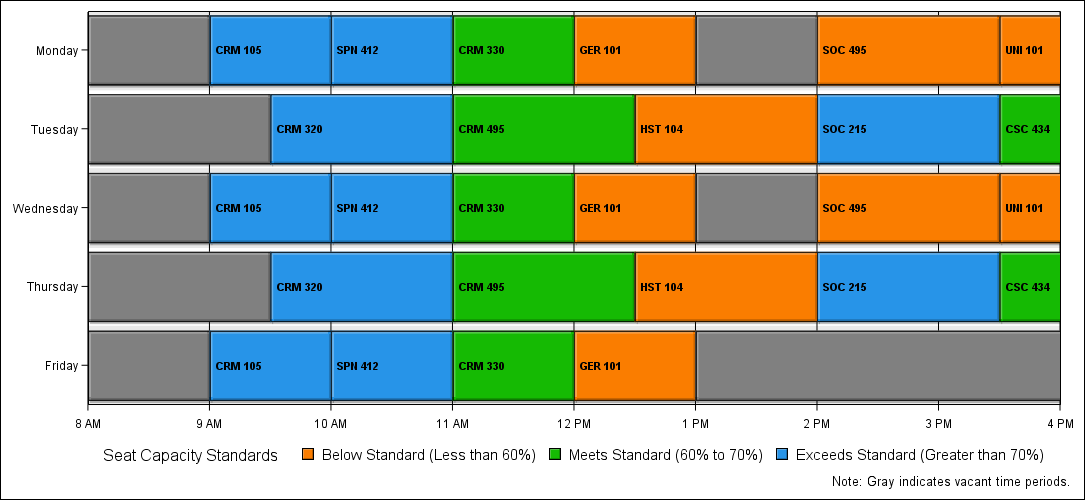 Monday CRM 105 SPN 412 CRM 330 GER 101 SOC 495 UNI 101
Tuesday CRM 320 CRM 495 HST 104 SOC 215 CSC 434
Wednesday CRM 105 SPN 412 CRM 330 GER 101 SOC 495 UNI 101
Thursday CRM 320 CRM 495 HST 104 SOC 215 CSC 434
Friday CRM 105 SPN 412 CRM 330 GER 101
8 AM 9 AM 10 AM 11 AM 12 PM 1 PM 2 PM 3 PM 4 PM
Seat Capacity Standards Below Standard (Less than 60%) Meets Standard (60% to 70%) Exceeds Standard (Greater than 70%)
Note: Gray indicates vacant time periods.